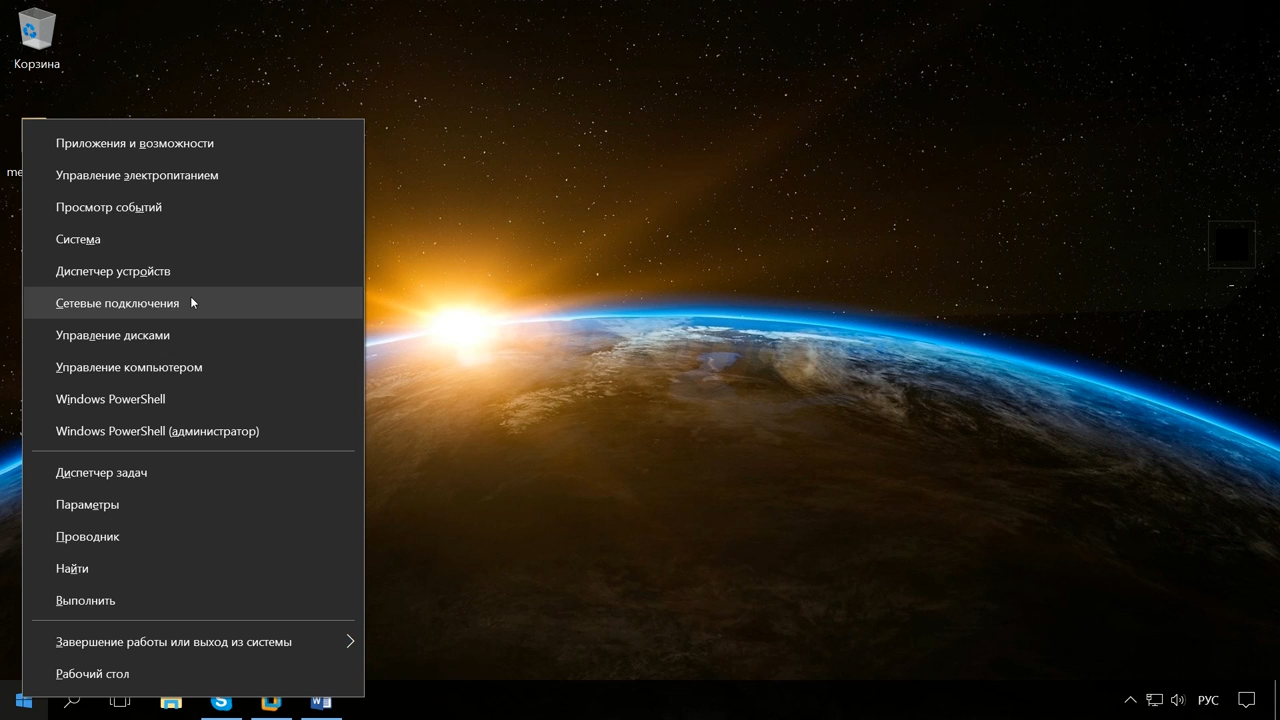 Корзина
me
Приложения и возможности
Управление электропитанием
Просмотр событий
Система
Диспетчер устройств
Сетевые подключения
Управление дисками
Управление компьютером
Windows PowerShell
Windows PowerShell (администратор)
Диспетчер задач
Параметры
Проводник
Найти
Выполнить
Завершение работы или выход из системы
Рабочий стол
РУС